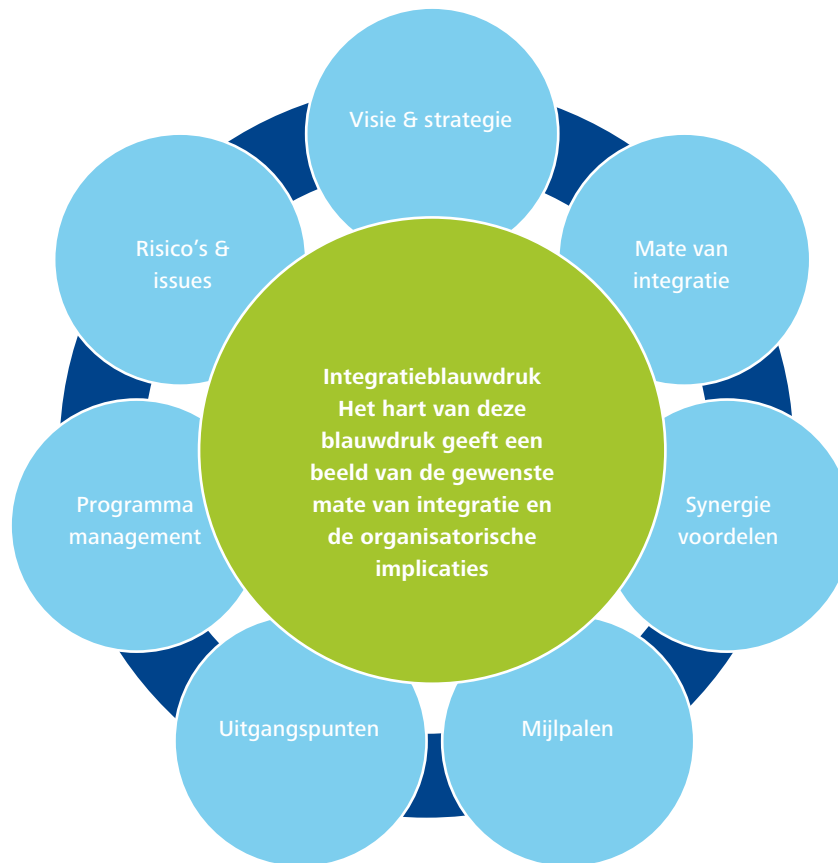 Visie & strategie
Mate van
integratie
Synergie
voordelen
Mijlpalen
Uitgangspunten
Programma
management
Risico's &
issues
Integratieblauwdruk
Het hart van deze
blauwdruk geeft een
beeld van de gewenste
mate van integratie en
de organisatorische
implicaties